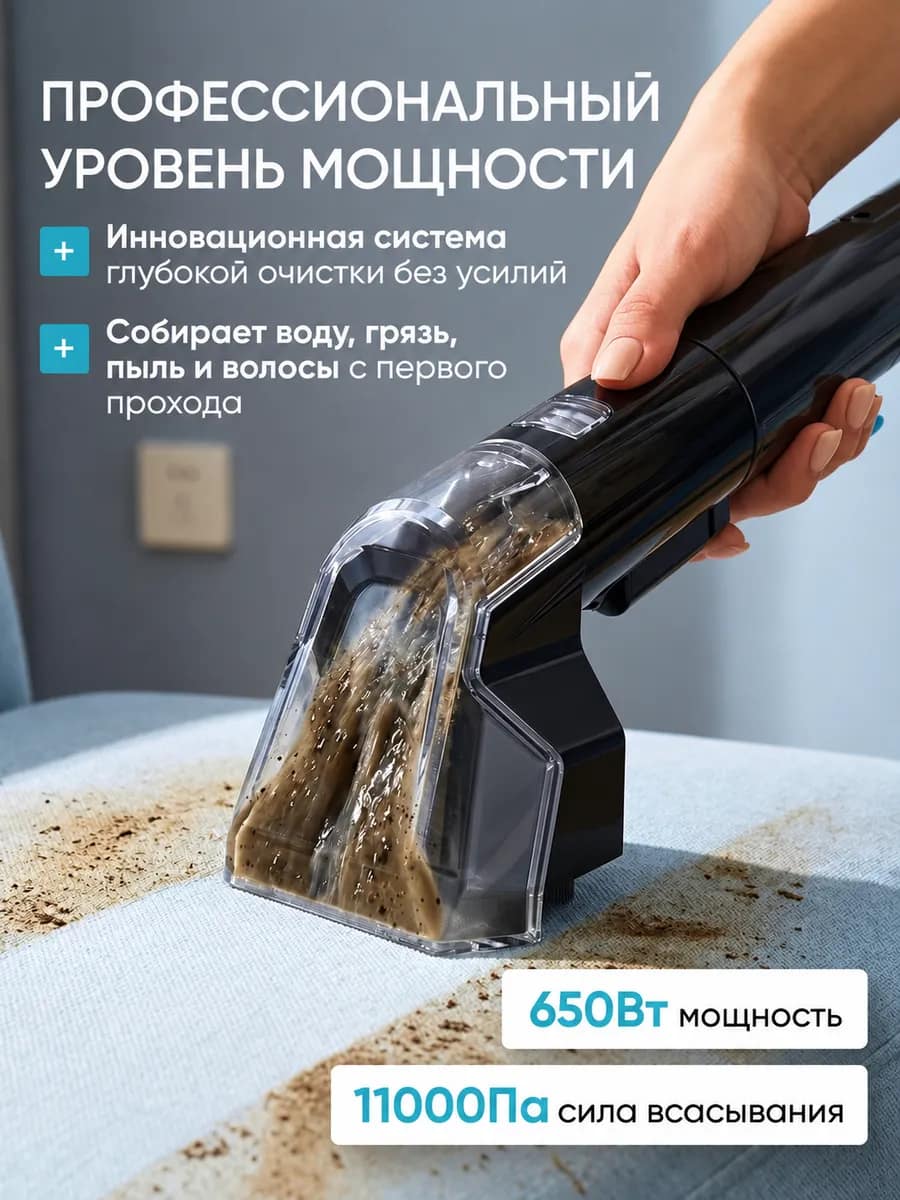 ПРОФЕССИОНАЛЬНЫЙ
УРОВЕНЬ МОЩНОСТИ
+ Инновационная система
глубокой очистки без усилий
+ Собирает воду, грязь,
пыль и волосы с первого
прохода
650Вт мощность
11000Па сила всасывания